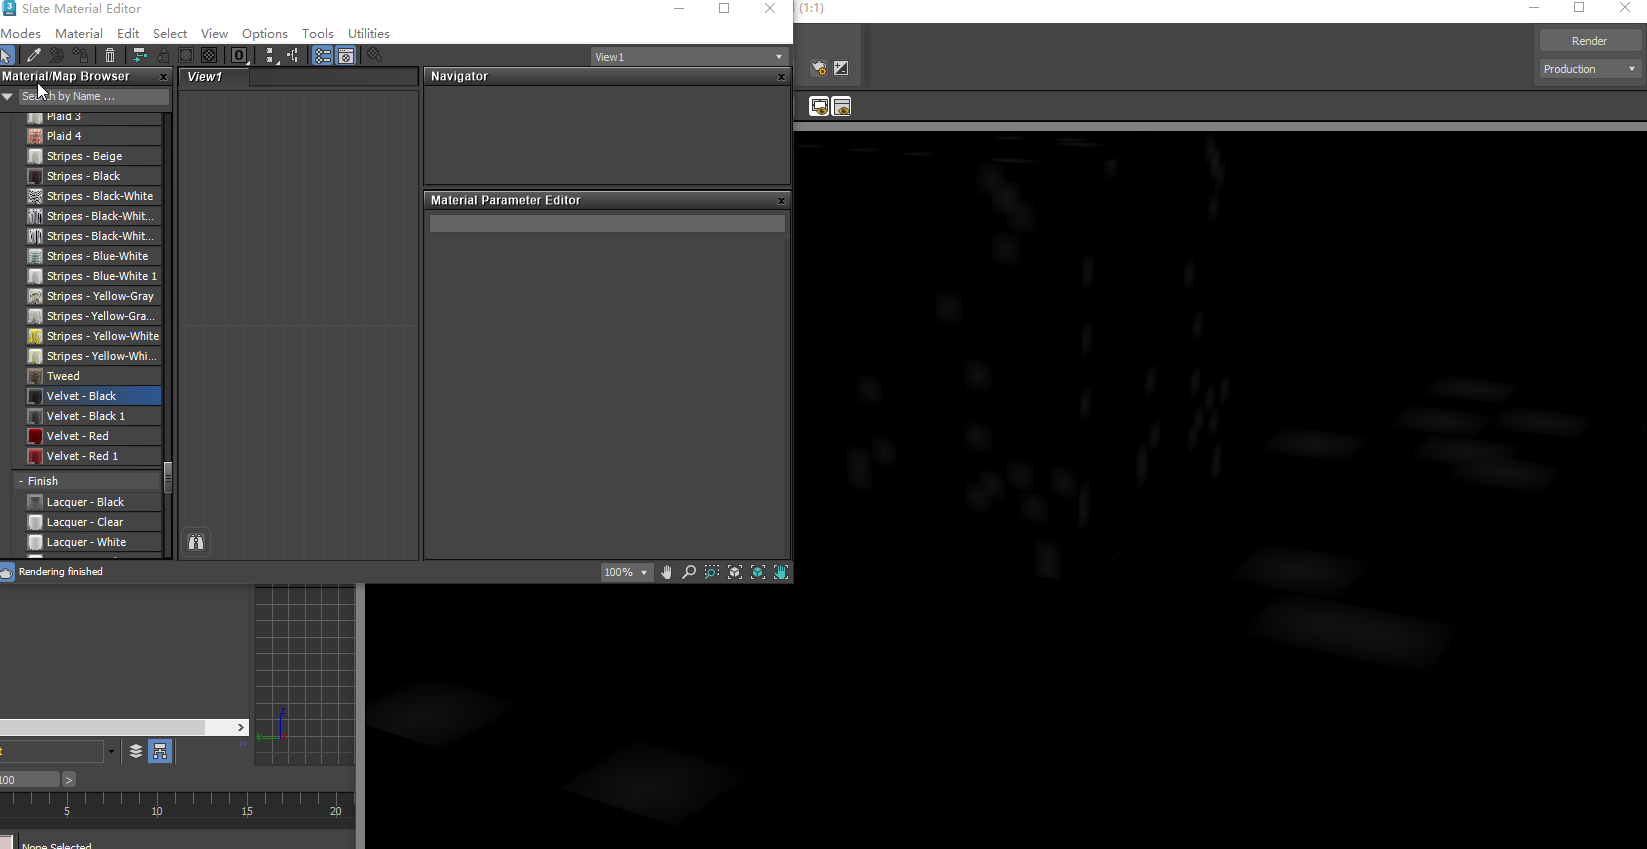 Slate Material Editor
(1:1)
Modes Material Edit Select View Options Tools Utilities
Render
View1
Production
Material/Map Browser
View1
Navigator
Search by Name ...
Plaid 3
Plaid 4
Stripes - Beige
Stripes - Black
Stripes - Black-White
Stripes - Black-Whit...
Stripes - Black-Whit...
Stripes - Blue-White
Stripes - Blue-White 1
Stripes - Yellow-Gray
Stripes - Yellow-Gra...
Stripes - Yellow-White
Stripes - Yellow-Whi...
Tweed
Velvet - Black
Velvet - Black 1
Velvet - Red
Velvet - Red 1
- Finish
Lacquer - Black
Lacquer - Clear
Lacquer - White
Material Parameter Editor
Rendering finished
100%
z
y
t
100 >
5 10 15 20
None Selected